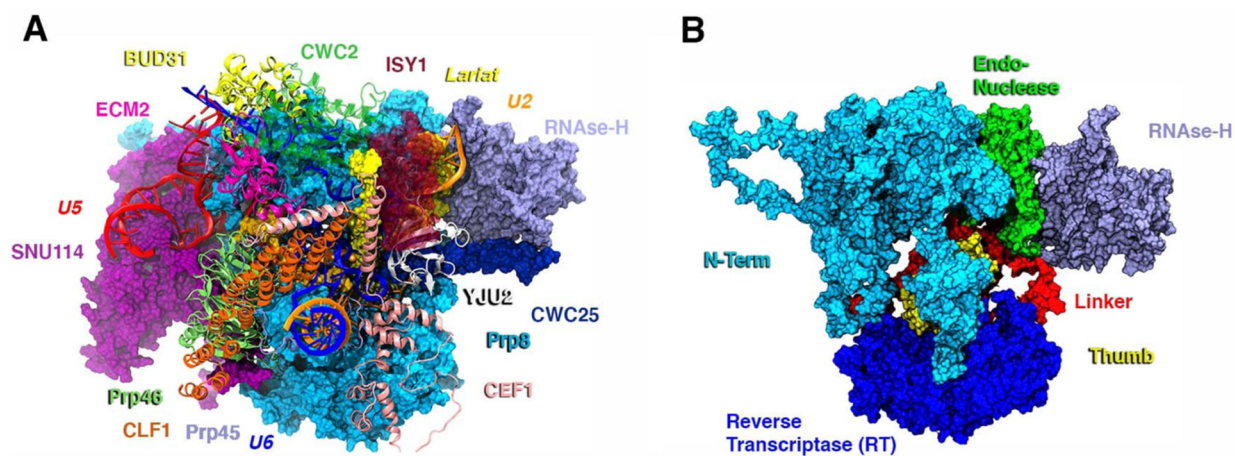 A
BUD31
CWC2
ISY1
Lariat
U2
ECM2
RNAse-H
U5
SNU114
YJU2
CWC25
Prp8
Prp46
CEF1
CLF1
Prp45
U6
B
Endo-
Nuclease
RNAse-H
N-Term
Linker
Thumb
Reverse
Transcriptase (RT)